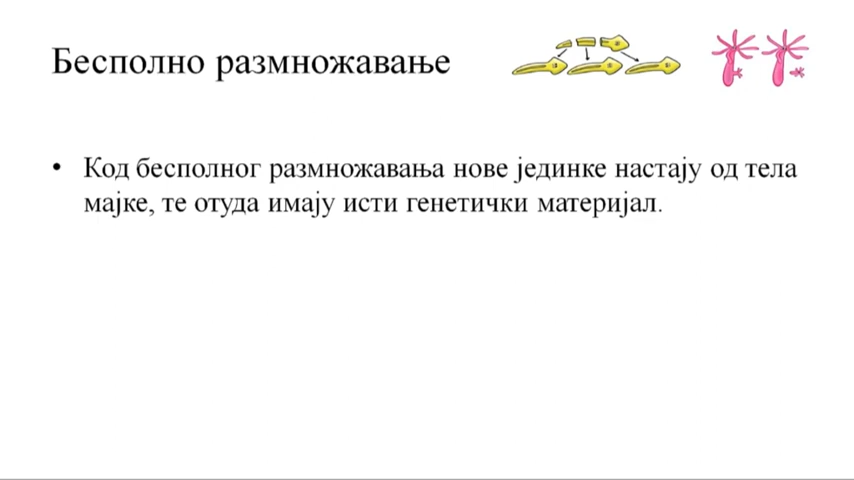 Бесполно размножавање
• Код бесполног размножавања нове јединке настају од тела
мајке, те отуда имају исти генетички материјал.